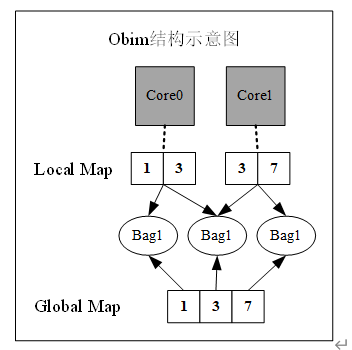 Obim结构示意图
Core0 Core1
Local Map 1 3 3 7
Bag1 Bag1 Bag1
Global Map 1 3 7